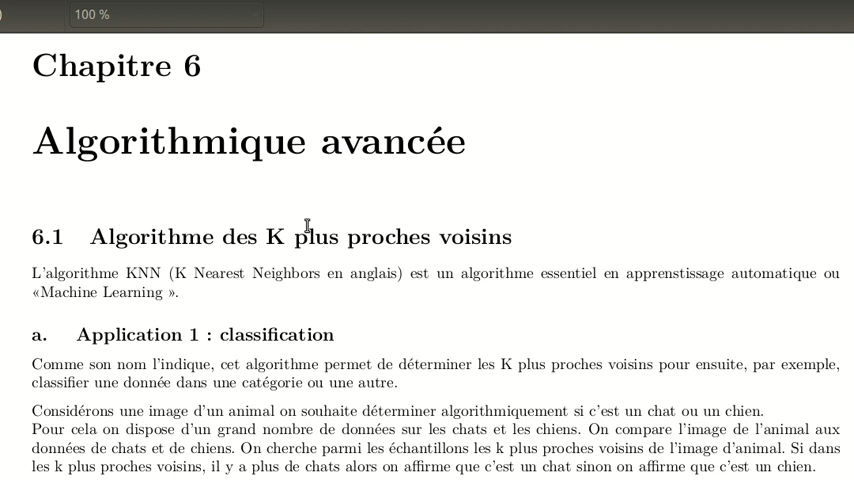 100 %
Chapitre 6
Algorithmique avancée
6.1 Algorithme des K plus proches voisins
L'algorithme KNN (K Nearest Neighbors en anglais) est un algorithme essentiel en apprenstissage automatique ou
«Machine Learning ».
a. Application 1 : classification
Comme son nom l'indique, cet algorithme permet de déterminer les K plus proches voisins pour ensuite, par exemple,
classifier une donnée dans une catégorie ou une autre.
Considérons une image d'un animal on souhaite déterminer algorithmiquement si c'est un chat ou un chien.
Pour cela on dispose d'un grand nombre de données sur les chats et les chiens. On compare l'image de l'animal aux
données de chats et de chiens. On cherche parmi les échantillons les k plus proches voisins de l'image d'animal. Si dans
les k plus proches voisins, il y a plus de chats alors on affirme que c'est un chat sinon on affirme que c'est un chien.